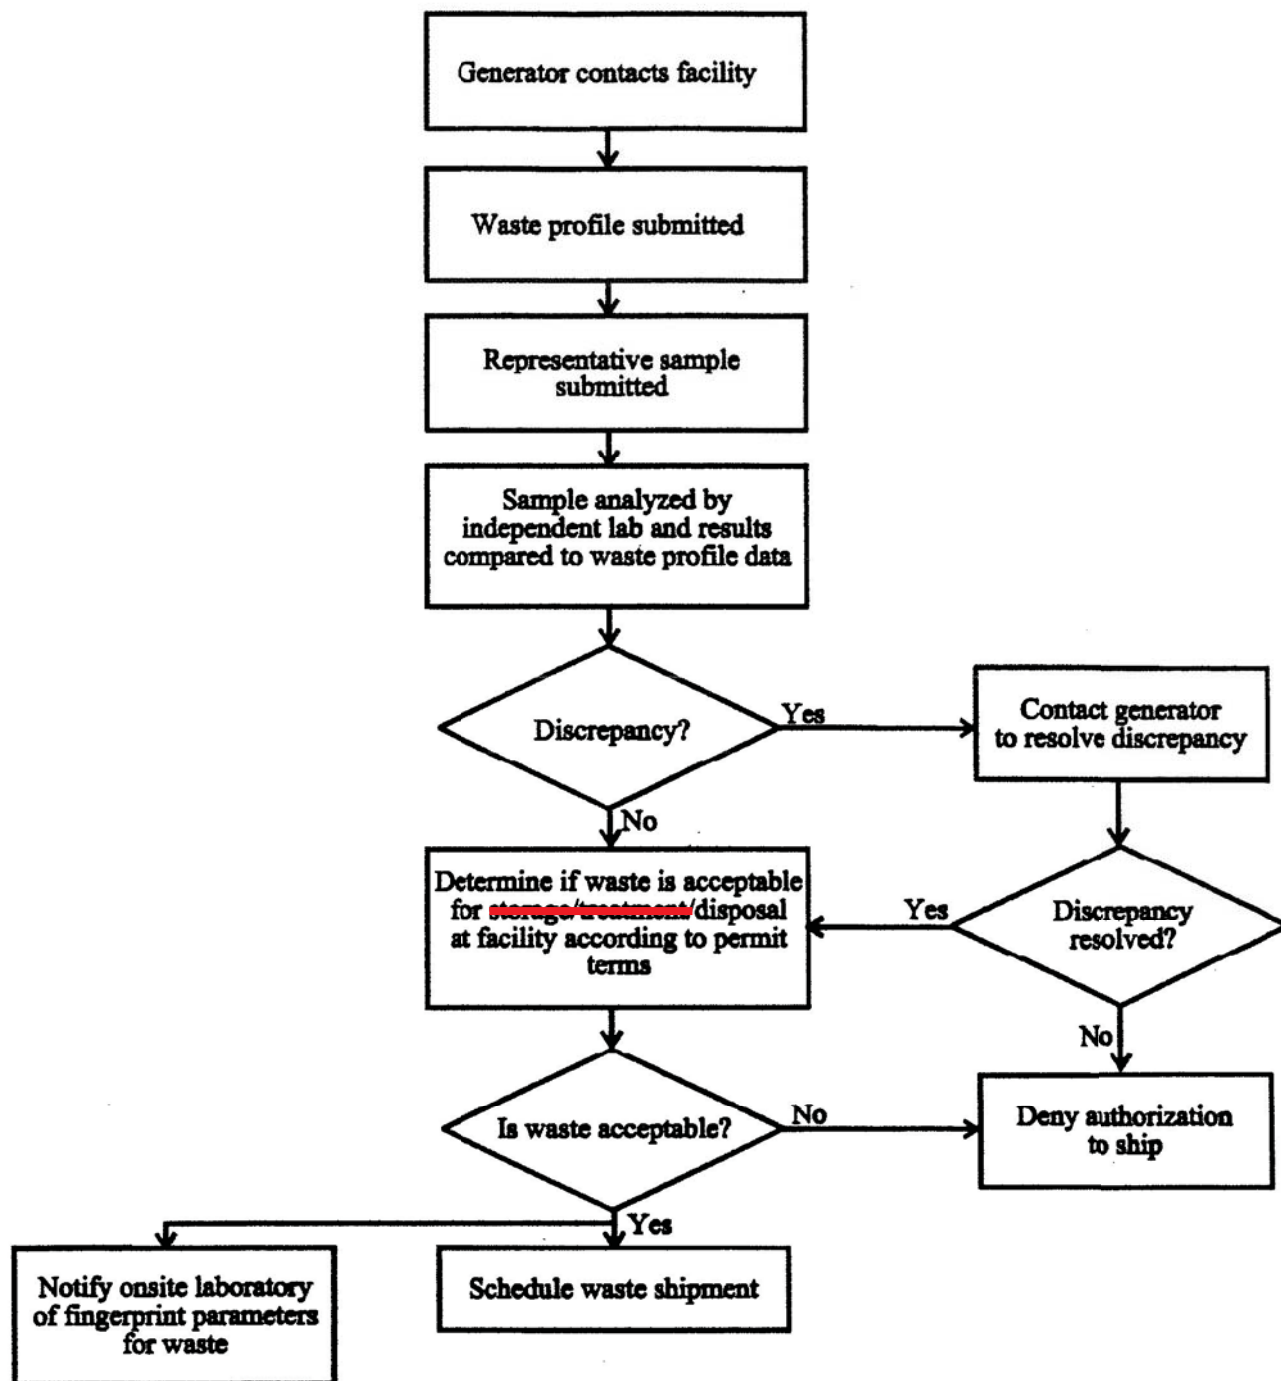 Generator contacts facility
Waste profile submitted
Representative sample
submitted
Sample analyzed by
independent lab and results
compared to waste profile data
Discrepancy?
Yes
Contact generator
to resolve discrepancy
No
Determine if waste is acceptable
for storage/treatment/disposal
at facility according to permit
terms
Yes
Discrepancy
resolved?
No
Is waste acceptable?
No
Deny authorization
to ship
Yes
Notify onsite laboratory
of fingerprint parameters
for waste
Schedule waste shipment